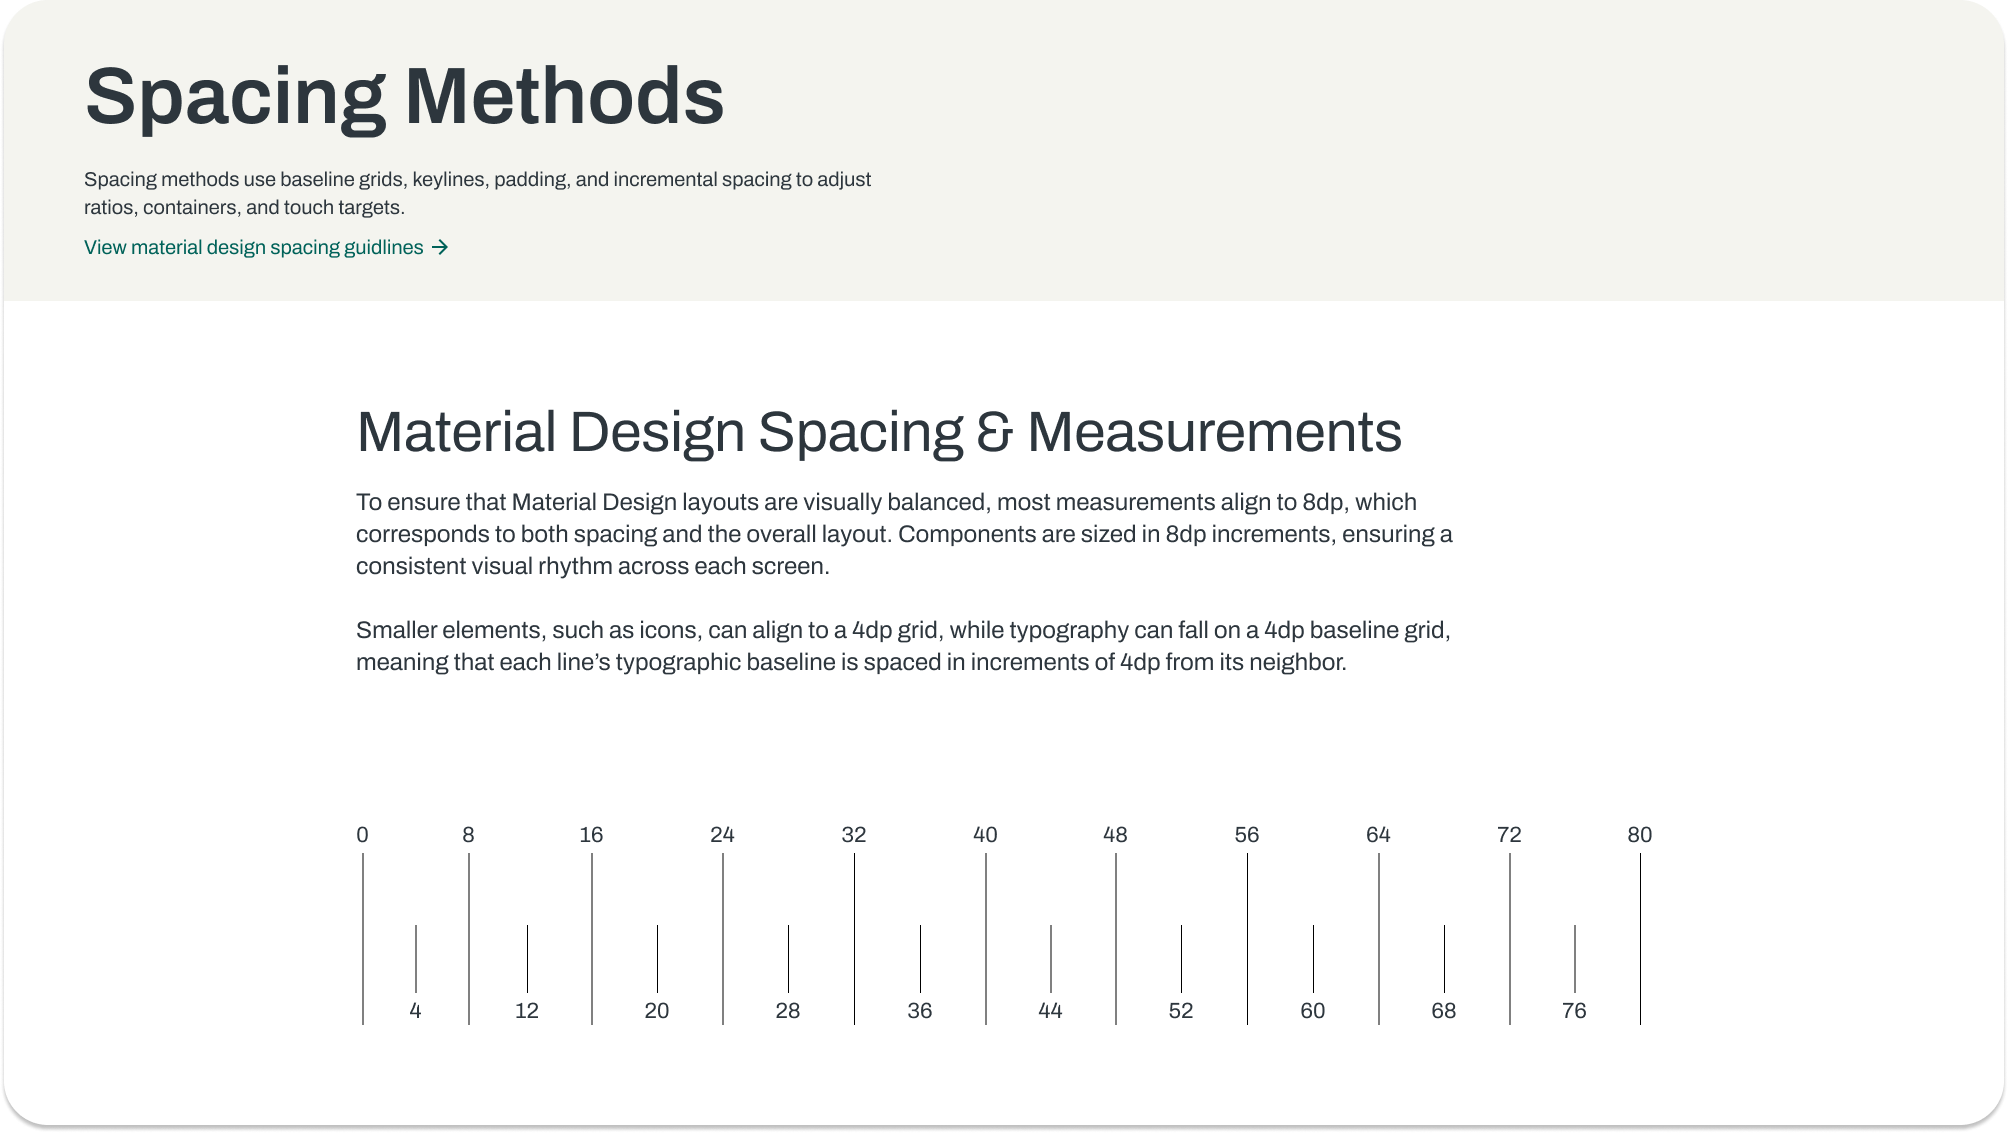 Spacing Methods
Spacing methods use baseline grids, keylines, padding, and incremental spacing to adjust
ratios, containers, and touch targets.
View material design spacing guidlines →
Material Design Spacing & Measurements
To ensure that Material Design layouts are visually balanced, most measurements align to 8dp, which
corresponds to both spacing and the overall layout. Components are sized in 8dp increments, ensuring a
consistent visual rhythm across each screen.
Smaller elements, such as icons, can align to a 4dp grid, while typography can fall on a 4dp baseline grid,
meaning that each line’s typographic baseline is spaced in increments of 4dp from its neighbor.
0 8 16 24 32 40 48 56 64 72 80
4 12 20 28 36 44 52 60 68 76